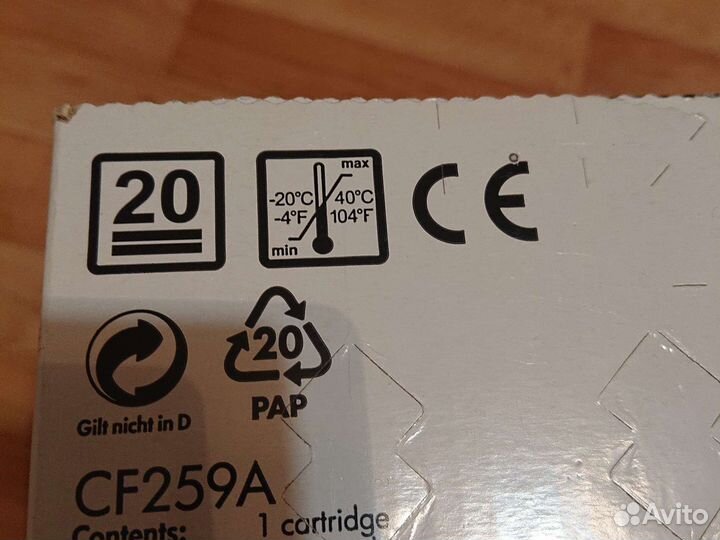 20
max
-20°C 40°C
-4°F 104°F
min
CE
20
PAP
Gilt nicht in D
CF259A
Contents: 1 cartridge
Avito